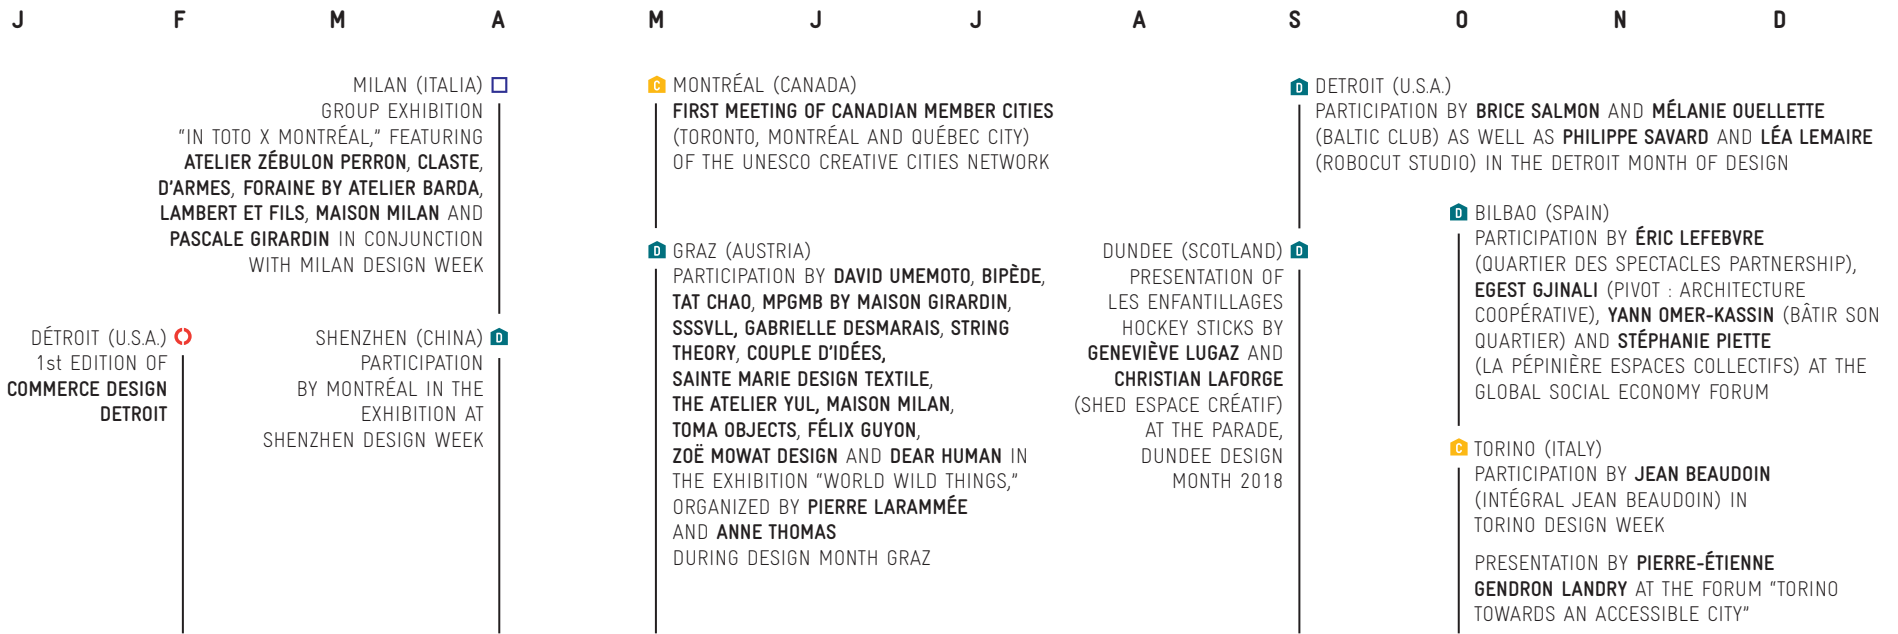 J F M A M J J A S O N D
MILAN (ITALIA)
GROUP EXHIBITION
"IN TOTO X MONTRÉAL," FEATURING
ATELIER ZÉBULON PERRON, CLASTE,
D'ARMES, FORAINE BY ATELIER BARDA,
LAMBERT ET FILS, MAISON MILAN AND
PASCALE GIRARDIN IN CONJUNCTION
WITH MILAN DESIGN WEEK
DÉTROIT (U.S.A.)
1st EDITION OF
COMMERCE DESIGN
DETROIT
SHENZHEN (CHINA) D
PARTICIPATION
BY MONTRÉAL IN THE
EXHIBITION AT
SHENZHEN DESIGN WEEK
C MONTRÉAL (CANADA)
FIRST MEETING OF CANADIAN MEMBER CITIES
(TORONTO, MONTRÉAL AND QUÉBEC CITY)
OF THE UNESCO CREATIVE CITIES NETWORK
D GRAZ (AUSTRIA)
PARTICIPATION BY DAVID UMEMOTO, BIPÈDE,
TAT CHAO, MPGMB BY MAISON GIRARDIN,
SSSVLL, GABRIELLE DESMARAIS, STRING
THEORY, COUPLE D'IDÉES,
SAINTE MARIE DESIGN TEXTILE,
THE ATELIER YUL, MAISON MILAN,
TOMA OBJECTS, FÉLIX GUYON,
ZOË MOWAT DESIGN AND DEAR HUMAN IN
THE EXHIBITION "WORLD WILD THINGS,"
ORGANIZED BY PIERRE LARAMMÉE
AND ANNE THOMAS
DURING DESIGN MONTH GRAZ
DUNDEE (SCOTLAND) D
PRESENTATION OF
LES ENFANTILLAGES
HOCKEY STICKS BY
GENEVIÈVE LUGAZ AND
CHRISTIAN LAFORGE
(SHED ESPACE CRÉATIF)
AT THE PARADE,
DUNDEE DESIGN
MONTH 2018
D DETROIT (U.S.A.)
PARTICIPATION BY BRICE SALMON AND MÉLANIE OUELLETTE
(BALTIC CLUB) AS WELL AS PHILIPPE SAVARD AND LÉA LEMAIRE
(ROBOCUT STUDIO) IN THE DETROIT MONTH OF DESIGN
D BILBAO (SPAIN)
PARTICIPATION BY ÉRIC LEFEBVRE
(QUARTIER DES SPECTACLES PARTNERSHIP),
EGEST GJINALI (PIVOT : ARCHITECTURE
COOPÉRATIVE), YANN OMER-KASSIN (BÂTIR SON
QUARTIER) AND STÉPHANIE PIETTE
(LA PÉPINIÈRE ESPACES COLLECTIFS) AT THE
GLOBAL SOCIAL ECONOMY FORUM
C TORINO (ITALY)
PARTICIPATION BY JEAN BEAUDOIN
(INTÉGRAL JEAN BEAUDOIN) IN
TORINO DESIGN WEEK
PRESENTATION BY PIERRE-ÉTIENNE
GENDRON LANDRY AT THE FORUM "TORINO
TOWARDS AN ACCESSIBLE CITY"